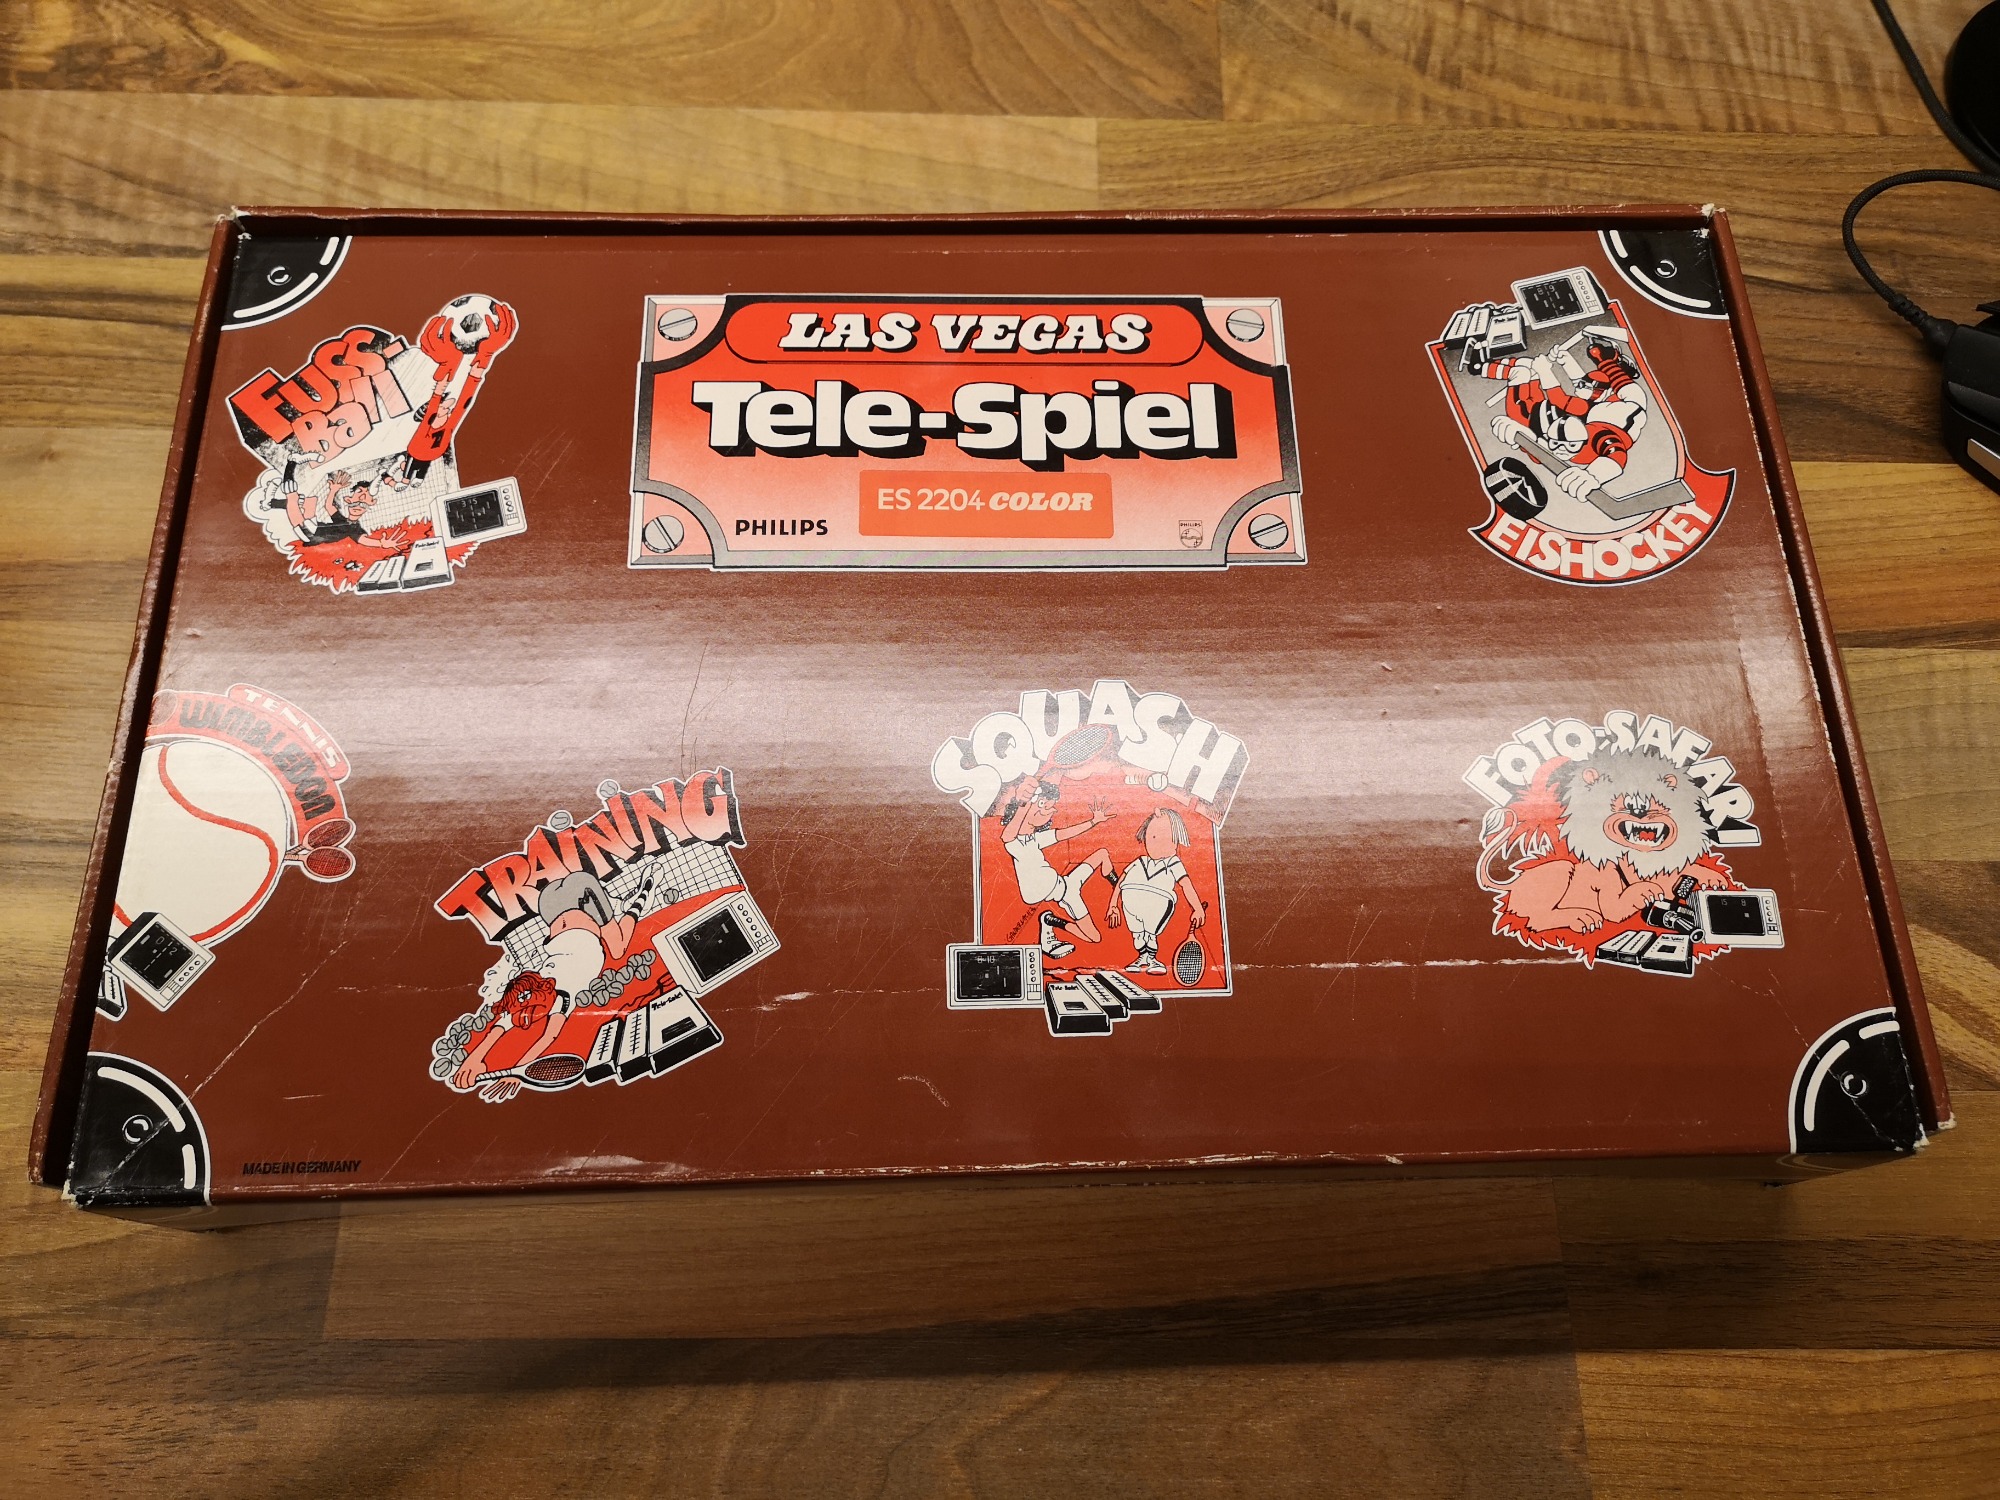 LAS VEGAS
Tele-Spiel
ES 2204 COLOR
PHILIPS
PHILIPS
FUSS-
Ball
EISHOCKEY
TENNIS
WIMBLEDON
TRAINING
SQUASH
FOTO-SAFARI
MADE IN GERMANY